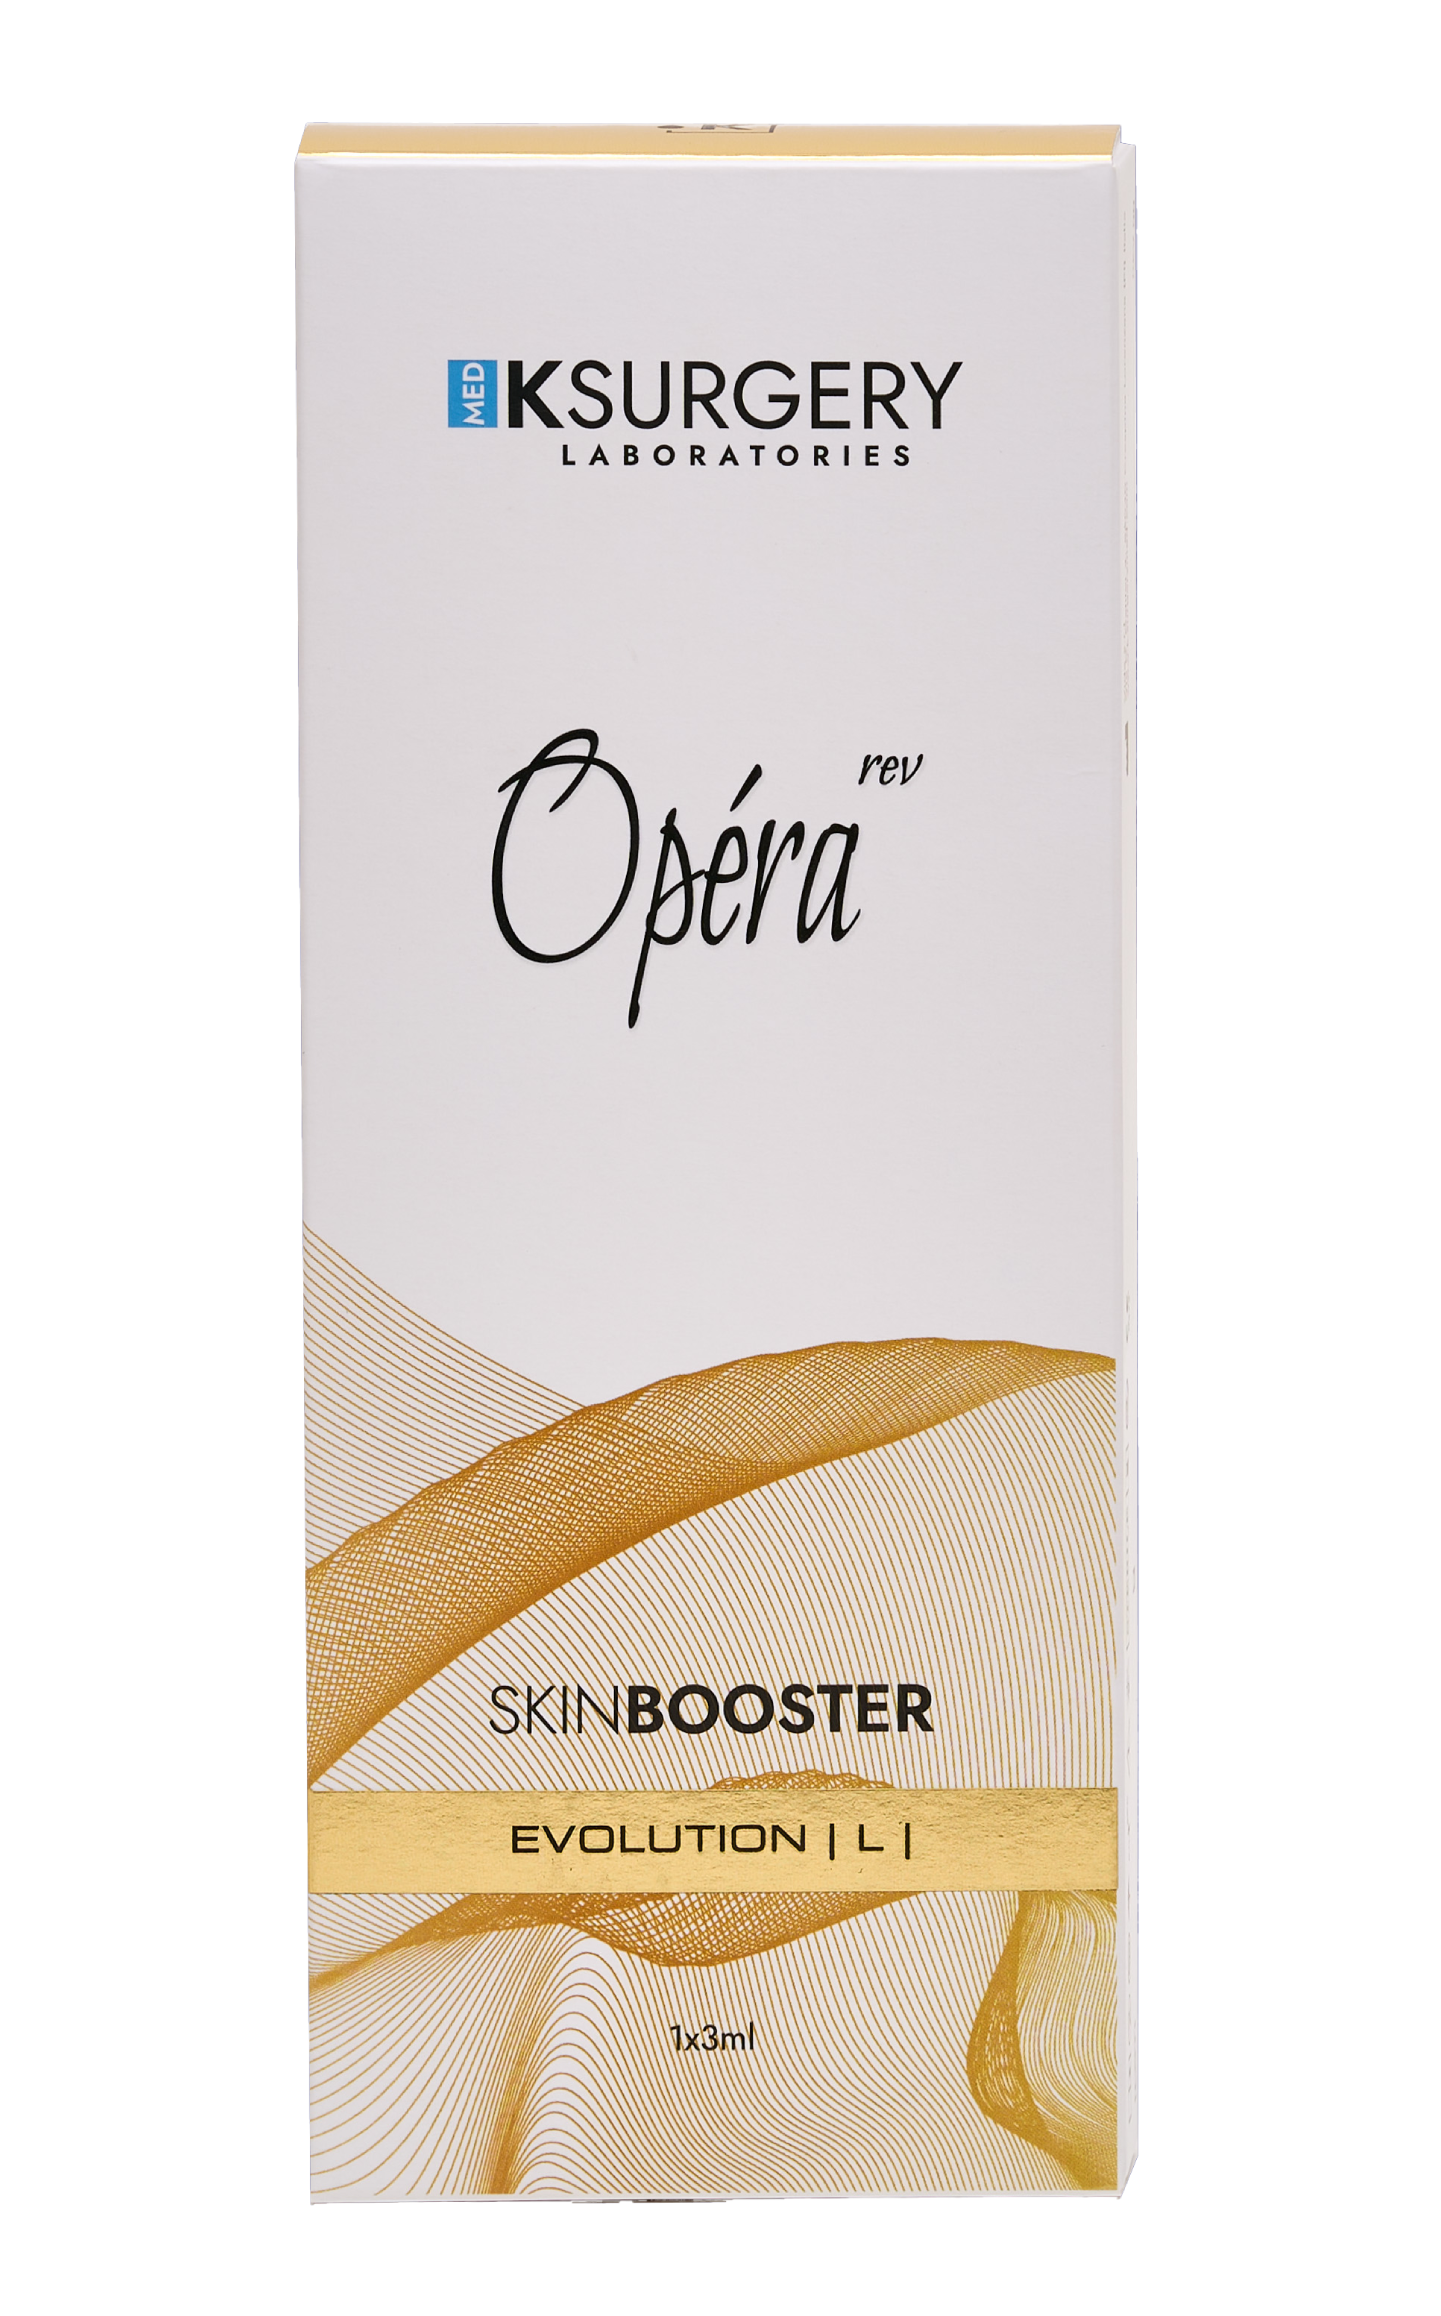 MED KSURGERY
LABORATORIES
Opéra rev
SKINBOOSTER
EVOLUTION | L |
1x3ml